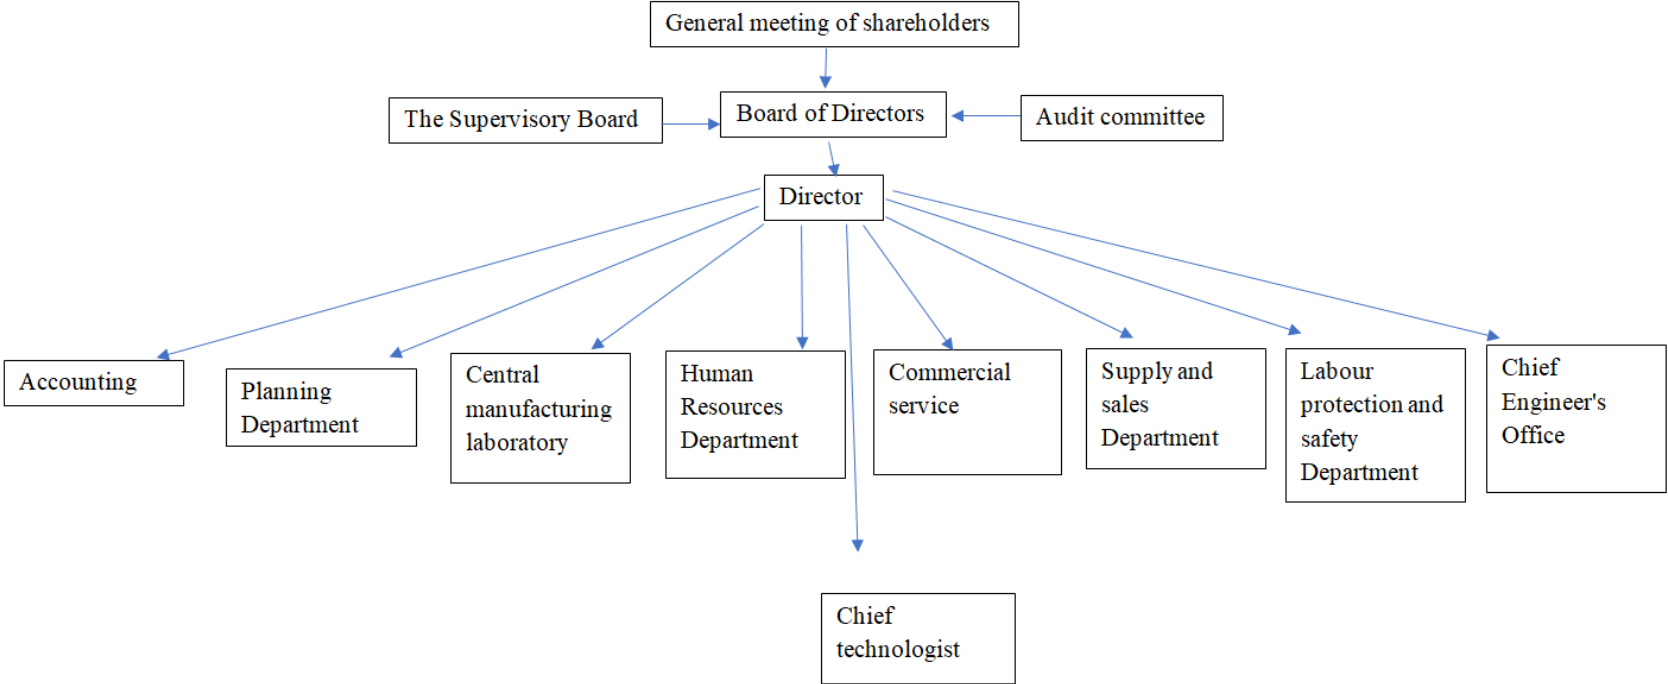 General meeting of shareholders
The Supervisory Board
Board of Directors
Audit committee
Director
Accounting
Planning
Department
Central
manufacturing
laboratory
Human
Resources
Department
Commercial
service
Supply and
sales
Department
Labour
protection and
safety
Department
Chief
Engineer's
Office
Chief
technologist